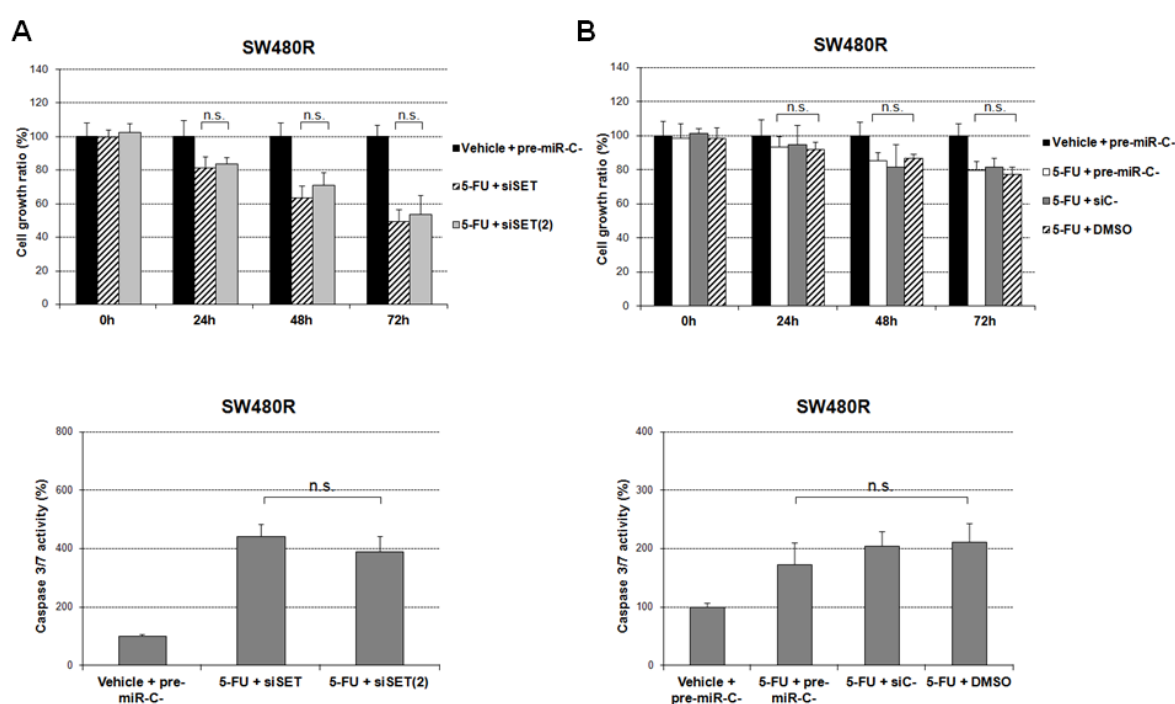 A
SW480R
Cell growth ratio (%)
140
120
100
80
60
40
20
0
n.s.
n.s.
n.s.
0h
24h
48h
72h
Vehicle + pre-miR-C-
5-FU + siSET
5-FU + siSET(2)
B
SW480R
Cell growth ratio (%)
140
120
100
80
60
40
20
0
n.s.
n.s.
n.s.
0h
24h
48h
72h
Vehicle + pre-miR-C-
5-FU + pre-miR-C-
5-FU + siC-
5-FU + DMSO
SW480R
Caspase 3/7 activity (%)
800
600
400
200
0
n.s.
Vehicle + pre-
miR-C-
5-FU + siSET
5-FU + siSET(2)
SW480R
Caspase 3/7 activity (%)
400
300
200
100
0
n.s.
Vehicle +
pre-miR-C-
5-FU + pre-
miR-C-
5-FU + siC-
5-FU + DMSO